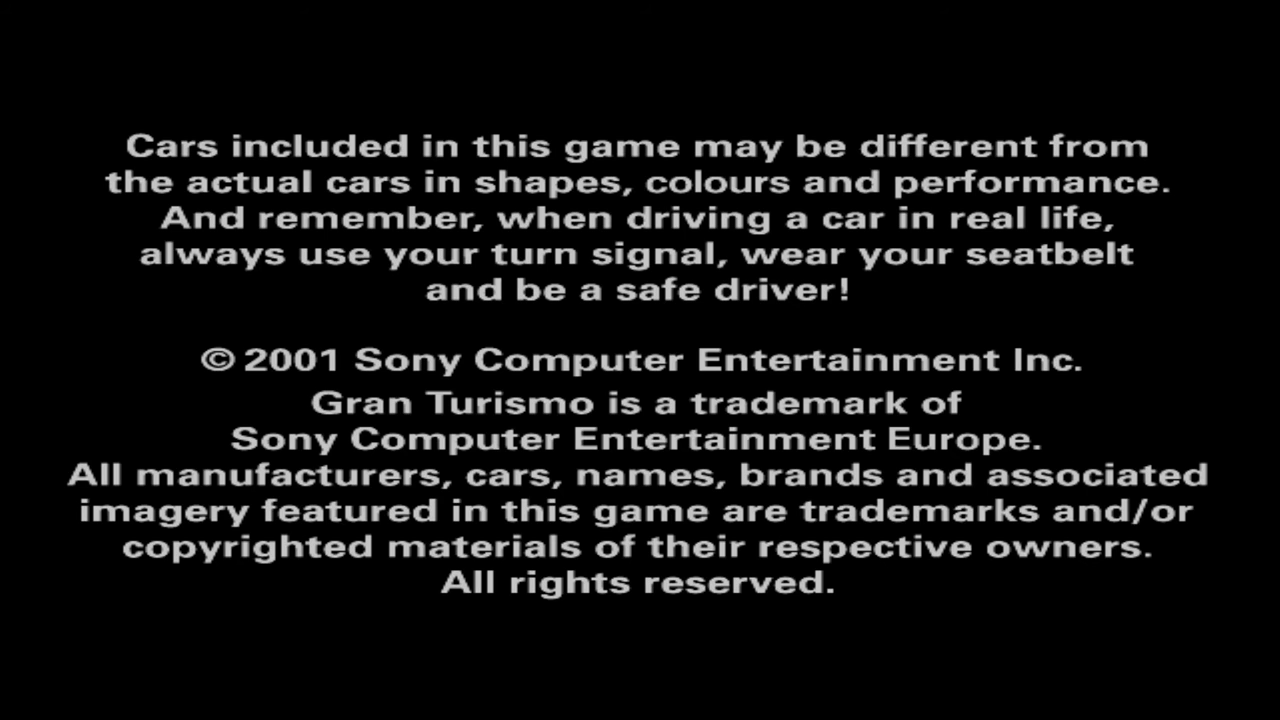 Cars included in this game may be different from
the actual cars in shapes, colours and performance.
And remember, when driving a car in real life,
always use your turn signal, wear your seatbelt
and be a safe driver!
© 2001 Sony Computer Entertainment Inc.
Gran Turismo is a trademark of
Sony Computer Entertainment Europe.
All manufacturers, cars, names, brands and associated
imagery featured in this game are trademarks and/or
copyrighted materials of their respective owners.
All rights reserved.